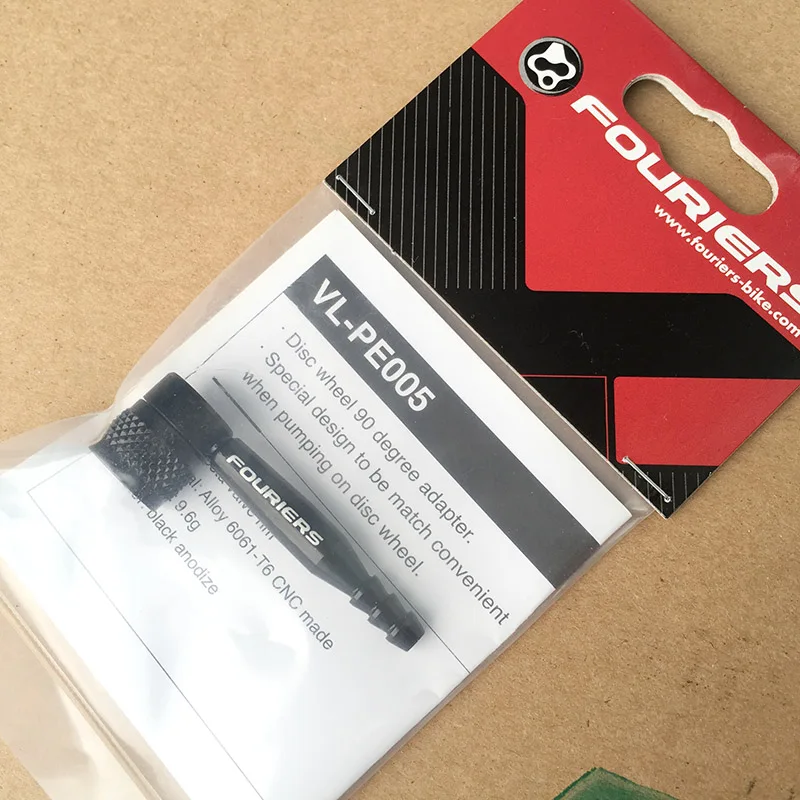 FOURIERS
www.fouriers-bike.com
VL-PE005
· Disc wheel 90 degree adapter.
· Special design to be match convenient
when pumping on disc wheel.
Alloy 6061-T6 CNC made
9.6g
black anodize
FOURIERS